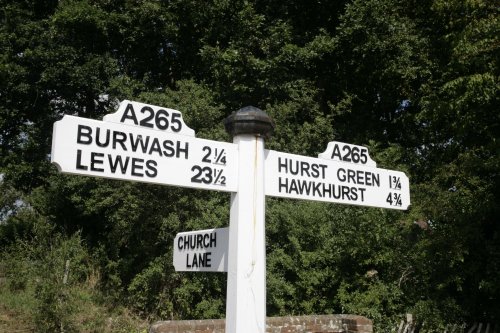 A265
BURWASH 2¼
LEWES 23½
A265
HURST GREEN 1¾
HAWKHURST 4¾
CHURCH
LANE